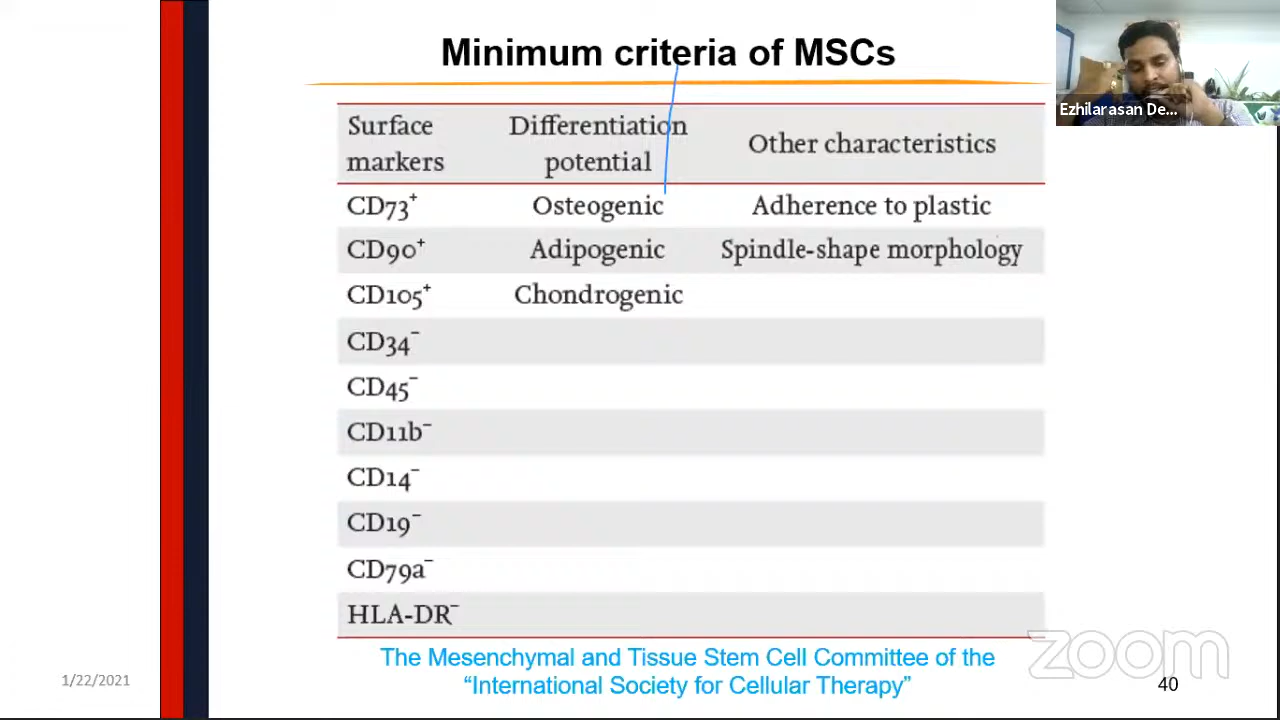 Minimum criteria of MSCs
Ezhilarasan De...
Surface markers
Differentiation potential
Other characteristics
CD73⁺ Osteogenic Adherence to plastic
CD90⁺ Adipogenic Spindle-shape morphology
CD105⁺ Chondrogenic
CD34⁻
CD45⁻
CD11b⁻
CD14⁻
CD19⁻
CD79a⁻
HLA-DR⁻
The Mesenchymal and Tissue Stem Cell Committee of the
“International Society for Cellular Therapy”
1/22/2021
zoom
40